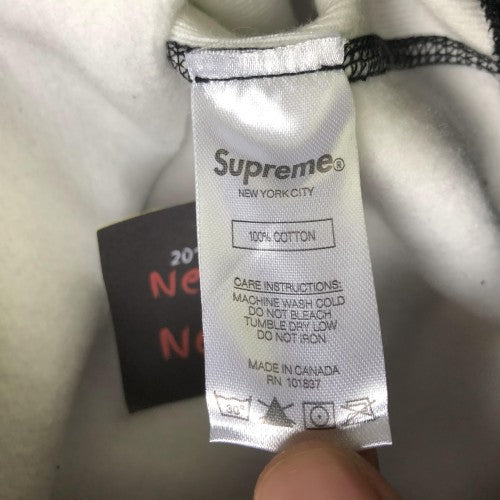 Supreme®
NEW YORK CITY
100% COTTON
CARE INSTRUCTIONS:
MACHINE WASH COLD
DO NOT BLEACH
TUMBLE DRY LOW
DO NOT IRON
MADE IN CANADA
RN 101837
30